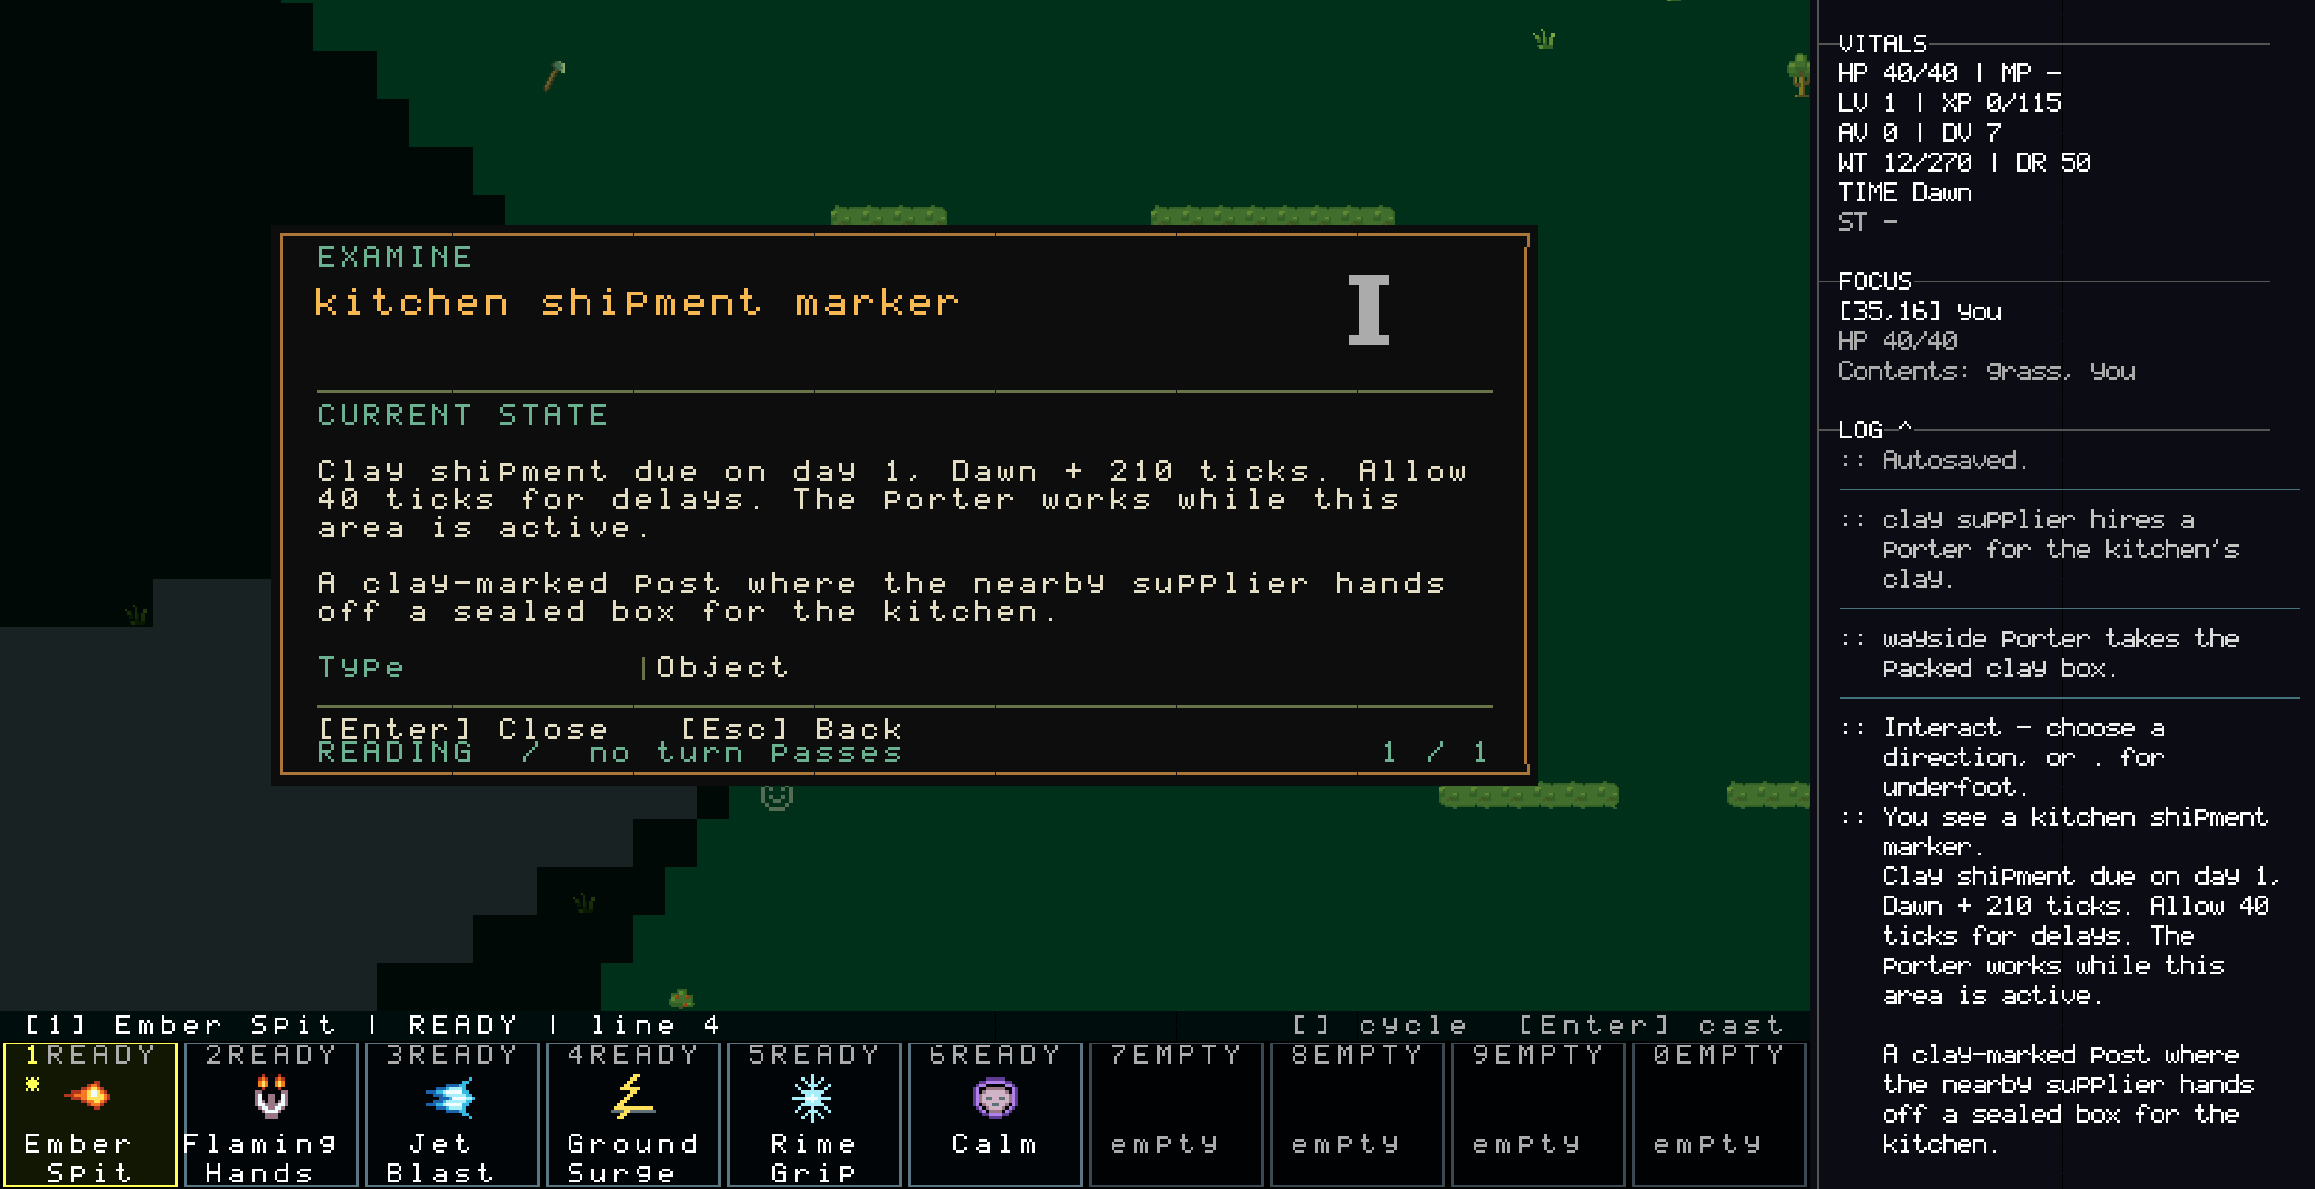 EXAMINE
kitchen shipment marker
I
CURRENT STATE
Clay shipment due on day 1, Dawn + 210 ticks. Allow
40 ticks for delays. The porter works while this
area is active.
A clay-marked post where the nearby supplier hands
off a sealed box for the kitchen.
Type |Object
[Enter] Close [Esc] Back
READING / no turn passes 1 / 1
[1] Ember Spit | READY | line 4 [] cycle [Enter] cast
1READY 2READY 3READY 4READY 5READY 6READY 7EMPTY 8EMPTY 9EMPTY 0EMPTY
*
Ember Flaming Jet Ground Rime Calm empty empty empty empty
Spit Hands Blast Surge Grip
VITALS
HP 40/40 | MP -
LV 1 | XP 0/115
AV 0 | DV 7
WT 12/270 | DR 50
TIME Dawn
ST -
FOCUS
[35,16] you
HP 40/40
Contents: grass, you
LOG ^
:: Autosaved.
:: clay supplier hires a
porter for the kitchen's
clay.
:: wayside porter takes the
packed clay box.
:: Interact - choose a
direction, or . for
underfoot.
:: You see a kitchen shipment
marker.
Clay shipment due on day 1,
Dawn + 210 ticks. Allow 40
ticks for delays. The
porter works while this
area is active.
A clay-marked post where
the nearby supplier hands
off a sealed box for the
kitchen.